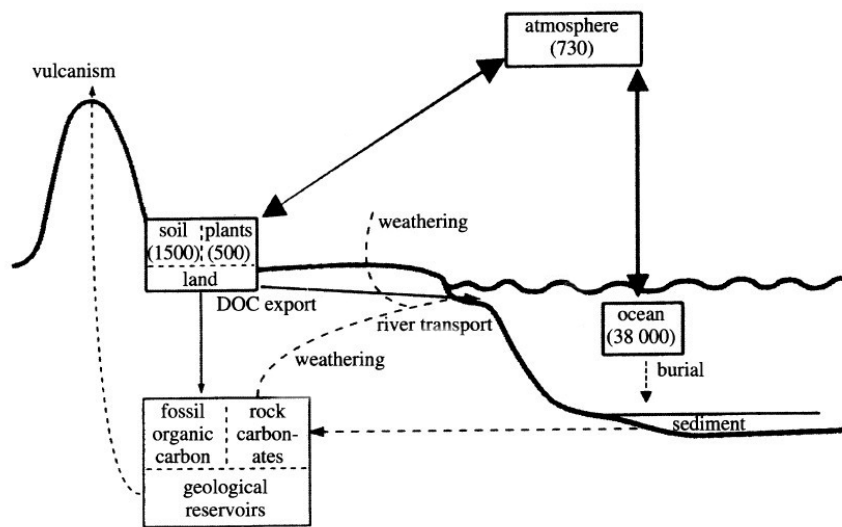 atmosphere
(730)
vulcanism
soil
plants
(1500)
(500)
land
weathering
DOC export
river transport
ocean
(38 000)
weathering
burial
fossil
organic
carbon
rock
carbon-
ates
sediment
geological
reservoirs